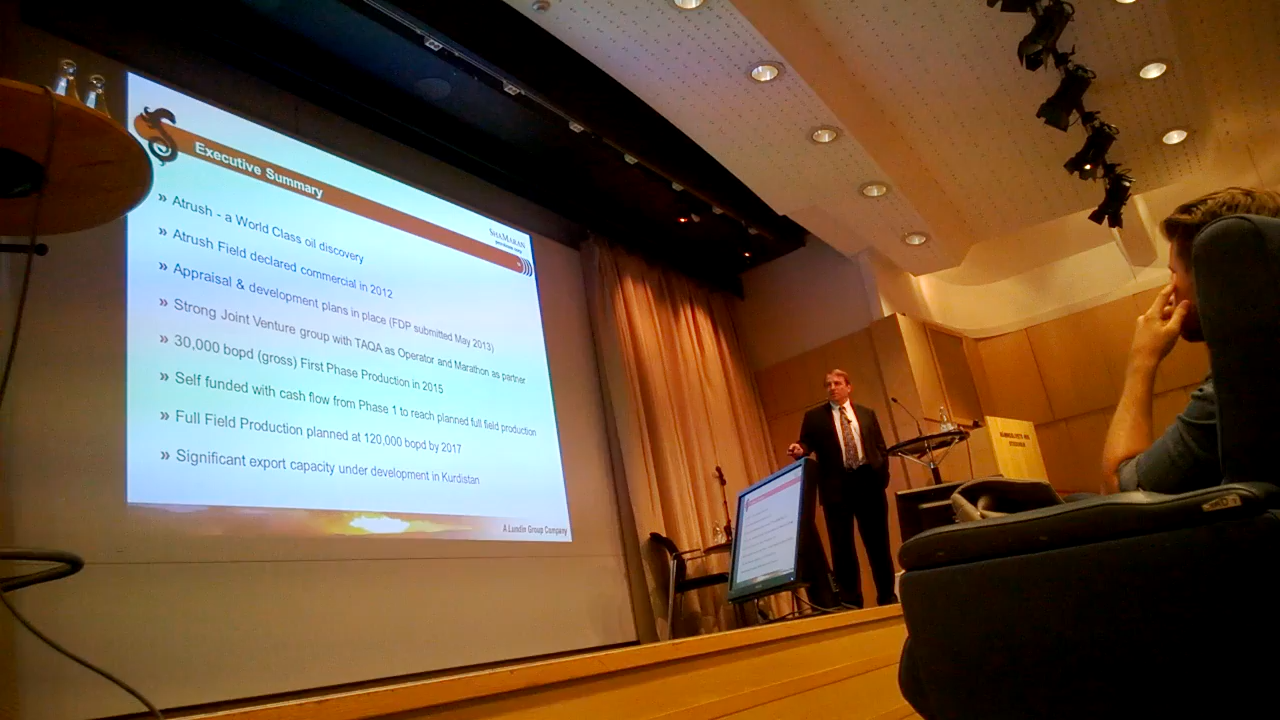 Executive Summary
SHAMARAN
» Atrush - a World Class oil discovery
» Atrush Field declared commercial in 2012
» Appraisal & development plans in place (FDP submitted May 2013)
» Strong Joint Venture group with TAQA as Operator and Marathon as partner
» 30,000 bopd (gross) First Phase Production in 2015
» Self funded with cash flow from Phase 1 to reach planned full field production
» Full Field Production planned at 120,000 bopd by 2017
» Significant export capacity under development in Kurdistan
A Lundin Group Company